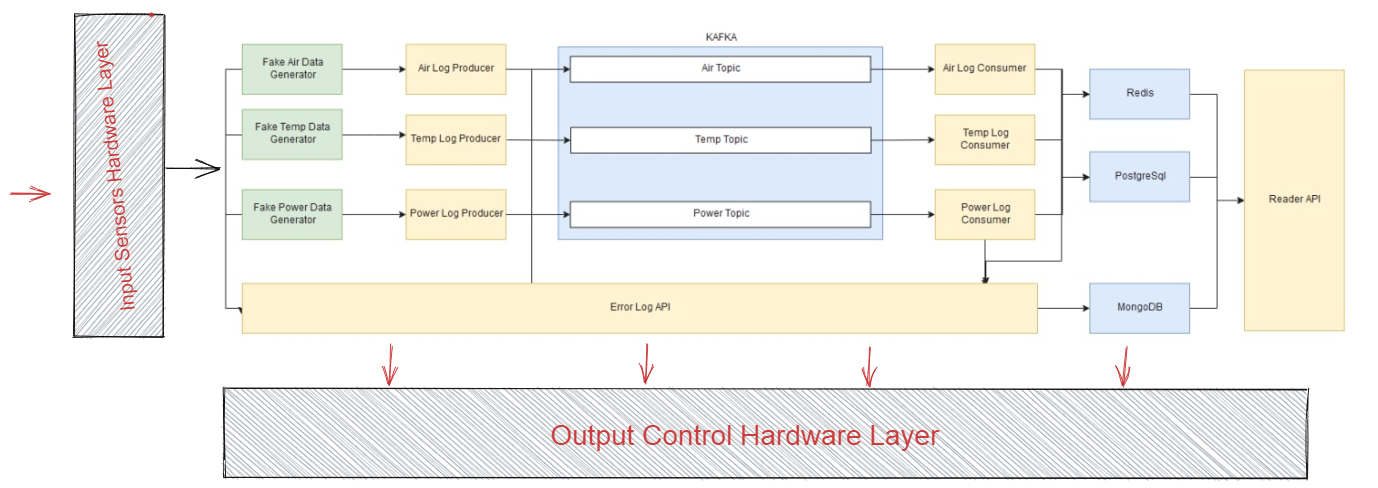 Input Sensors Hardware Layer
KAFKA
Fake Air Data
Generator
Air Log Producer
Air Topic
Air Log Consumer
Redis
Fake Temp Data
Generator
Temp Log Producer
Temp Topic
Temp Log
Consumer
PostgreSql
Reader API
Fake Power Data
Generator
Power Log Producer
Power Topic
Power Log
Consumer
Error Log API
MongoDB
Output Control Hardware Layer